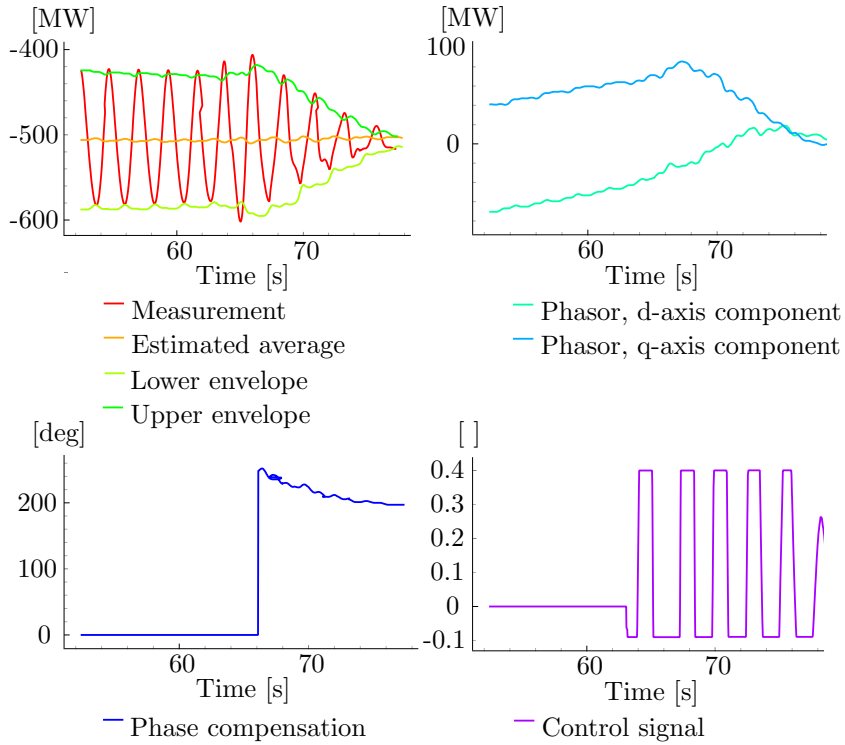 [MW]
-400
-500
-600
60
70
Time [s]
Measurement
Estimated average
Lower envelope
Upper envelope
[MW]
100
0
60
70
Time [s]
Phasor, d-axis component
Phasor, q-axis component
[deg]
200
100
0
60
70
Time [s]
Phase compensation
[ ]
0.4
0.3
0.2
0.1
0
-0.1
60
70
Time [s]
Control signal